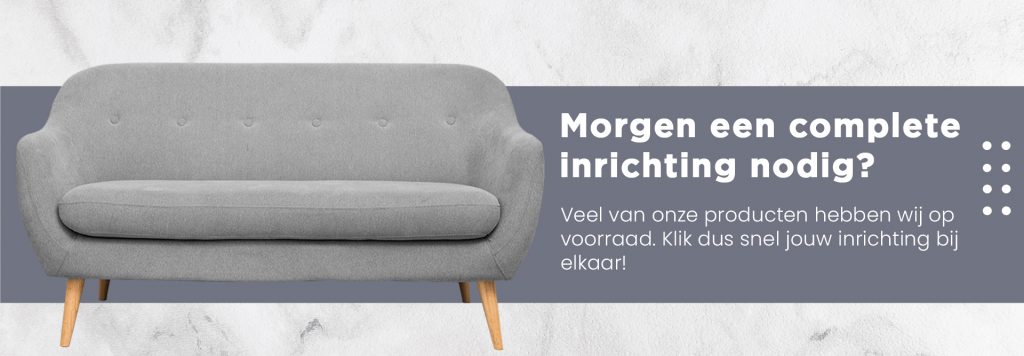 Morgen een complete
inrichting nodig?
Veel van onze producten hebben wij op
voorraad. Klik dus snel jouw inrichting bij
elkaar!